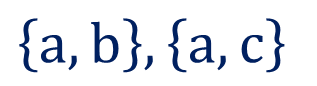 {a, b}, {a, c}